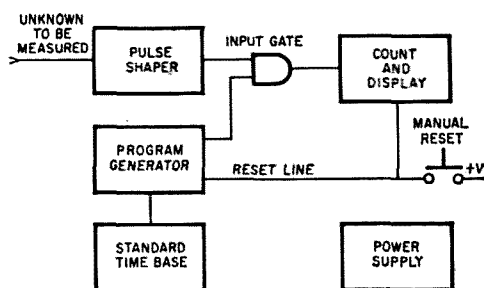 UNKNOWN
TO BE
MEASURED
PULSE
SHAPER
INPUT GATE
COUNT
AND
DISPLAY
PROGRAM
GENERATOR
RESET LINE
MANUAL
RESET
+V
STANDARD
TIME BASE
POWER
SUPPLY